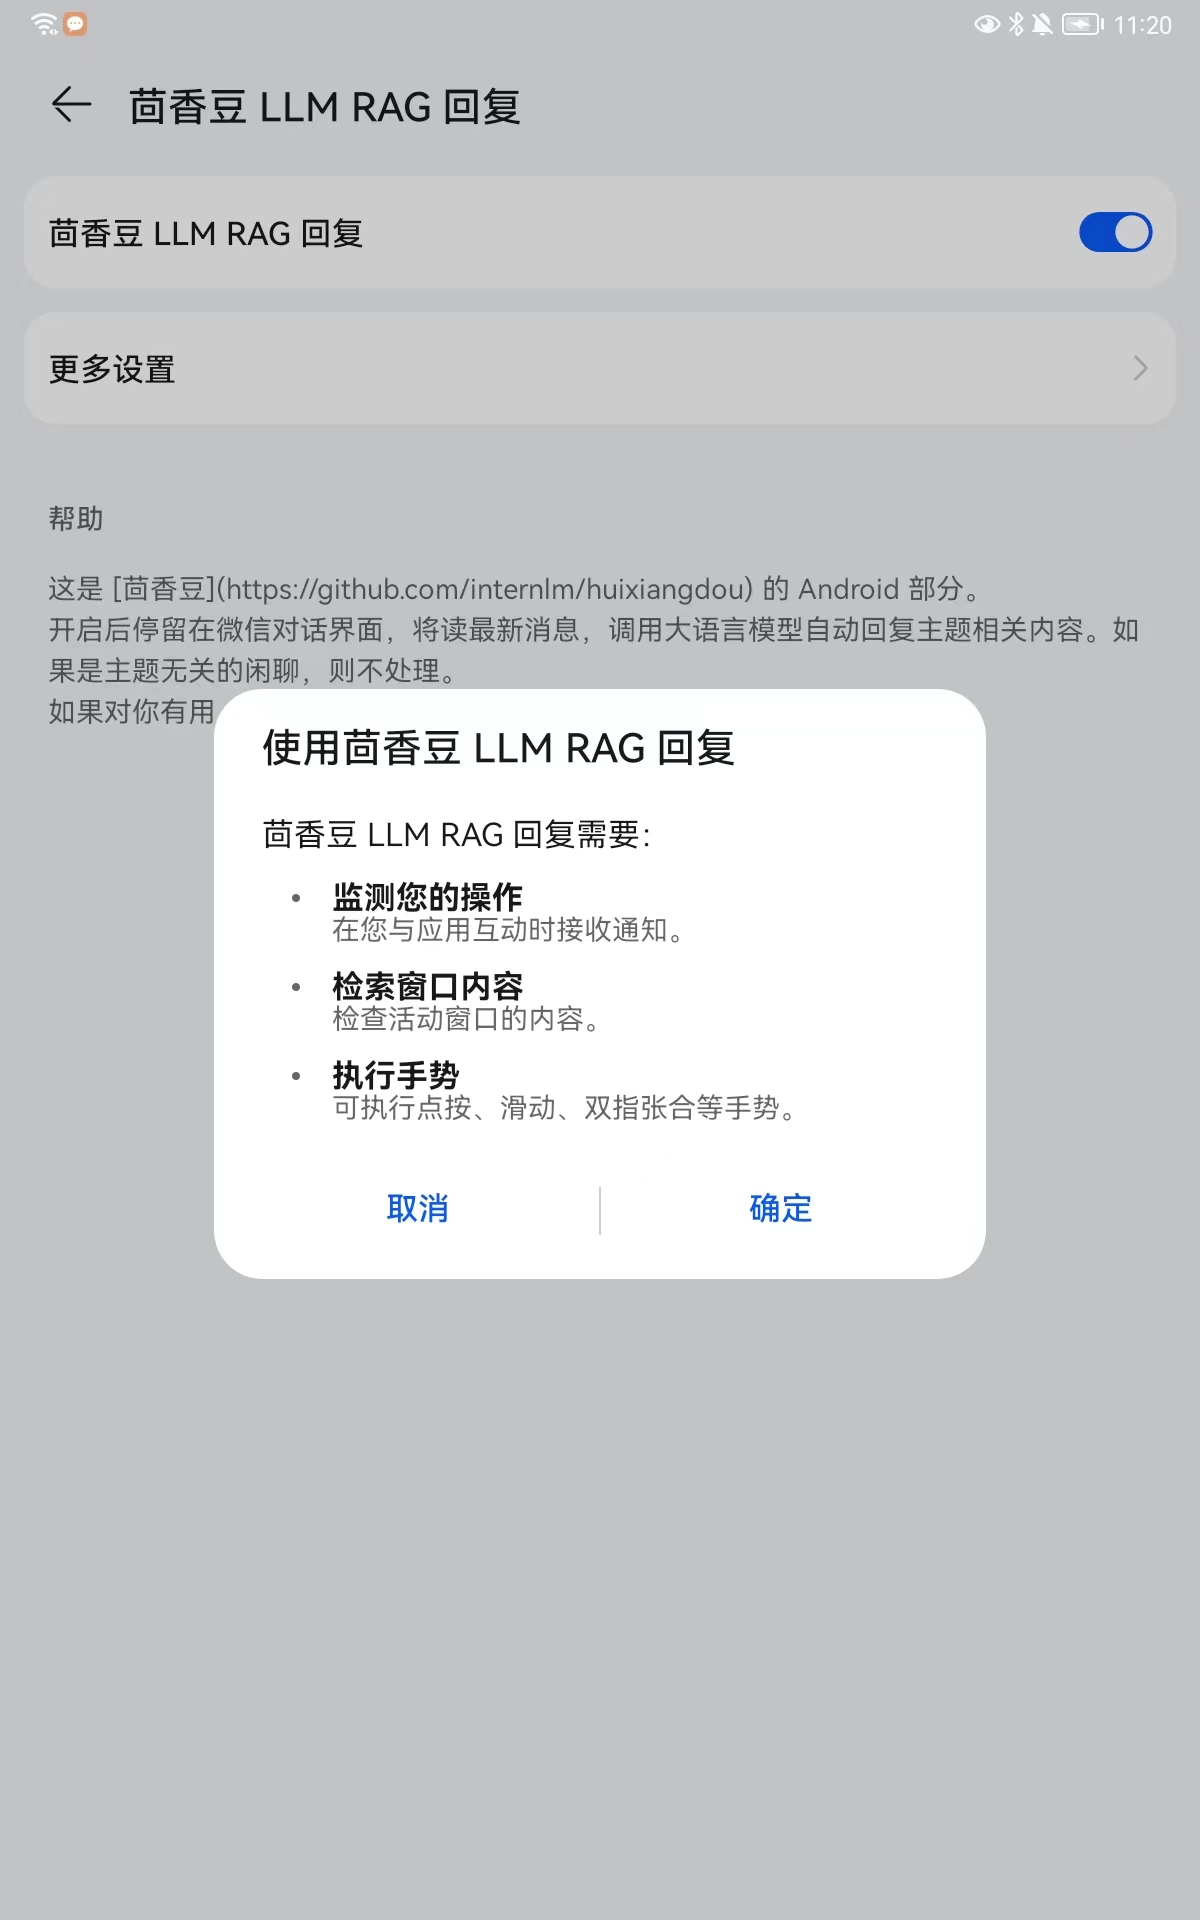 11:20
茴香豆 LLM RAG 回复
茴香豆 LLM RAG 回复
更多设置
帮助
这是 [茴香豆](https://github.com/internlm/huixiangdou) 的 Android 部分。
开启后停留在微信对话界面，将读最新消息，调用大语言模型自动回复主题相关内容。如
果是主题无关的闲聊，则不处理。
如果对你有用
使用茴香豆 LLM RAG 回复
茴香豆 LLM RAG 回复需要：
• 监测您的操作
在您与应用互动时接收通知。
• 检索窗口内容
检查活动窗口的内容。
• 执行手势
可执行点按、滑动、双指张合等手势。
取消
确定